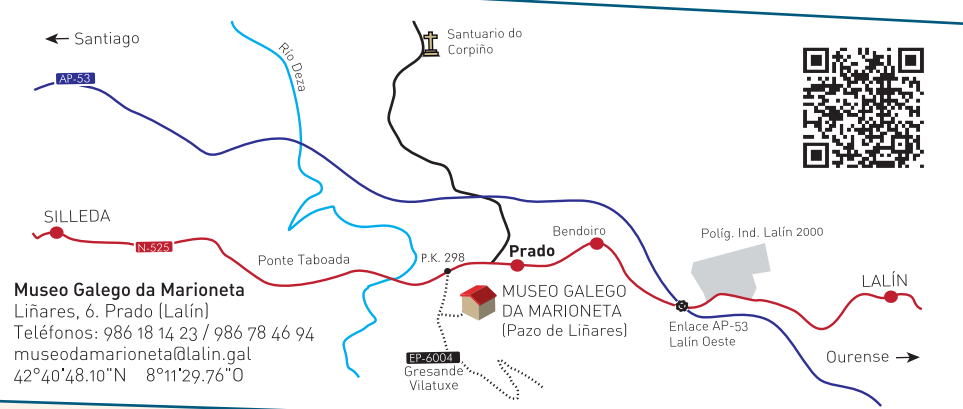 ← Santiago
AP-53
Río Deza
Santuario do
Corpiño
SILLEDA
N-525
Ponte Taboada
P.K. 298
Prado
Bendoiro
Políg. Ind. Lalín 2000
LALÍN
MUSEO GALEGO
DA MARIONETA
(Pazo de Liñares)
Enlace AP-53
Lalín Oeste
Ourense →
EP-6004
Gresande
Vilatuxe
Museo Galego da Marioneta
Liñares, 6. Prado (Lalín)
Teléfonos: 986 18 14 23 / 986 78 46 94
museodamarioneta@lalin.gal
42°40'48.10"N 8°11'29.76"O